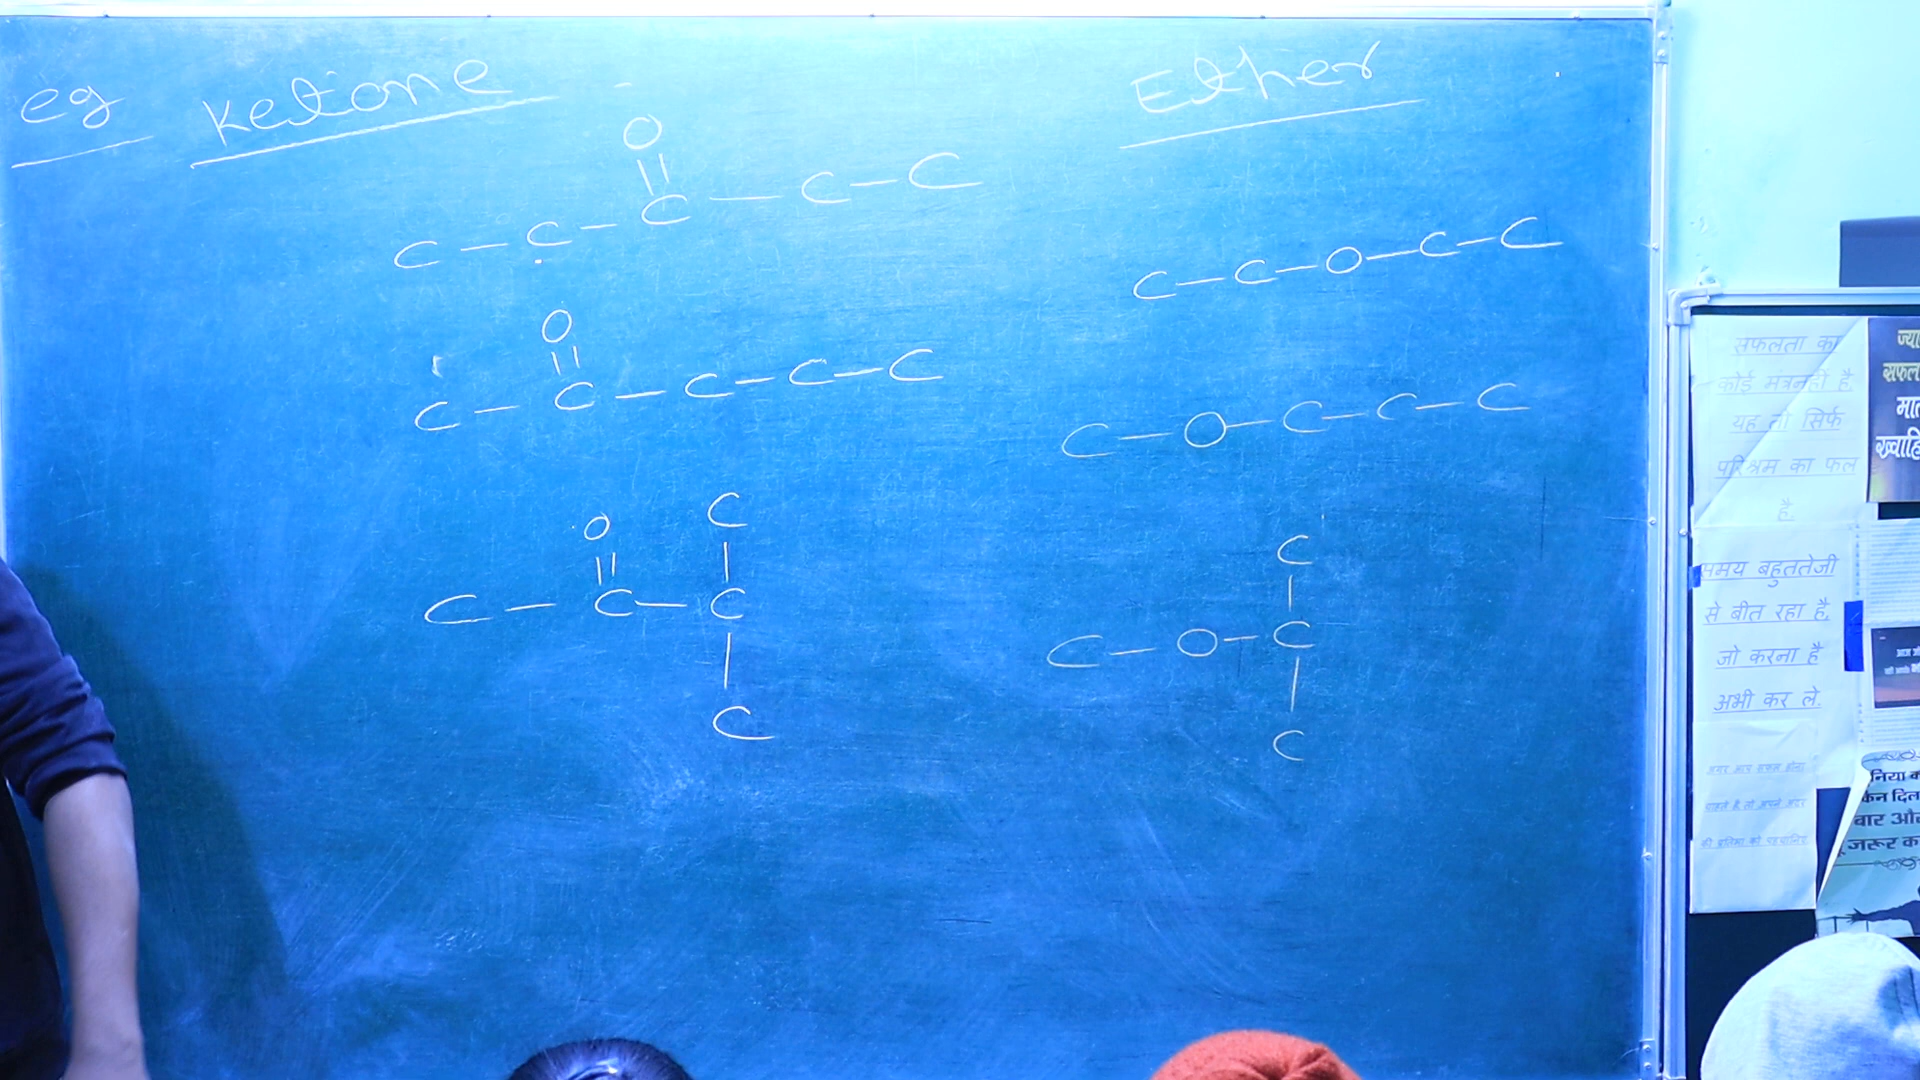 eg Ketone
Ether
O
||
C – C – C – C – C
C – C – O – C – C
O
||
C – C – C – C – C
C – O – C – C – C
O C
|| |
C – C – C
|
C
C
|
C – O – C
|
C
सफलता का
कोई मंत्र नहीं है
यह तो सिर्फ
परिश्रम का फल
है.
समय बहुत तेजी
से बीत रहा है.
जो करना है
अभी कर ले.